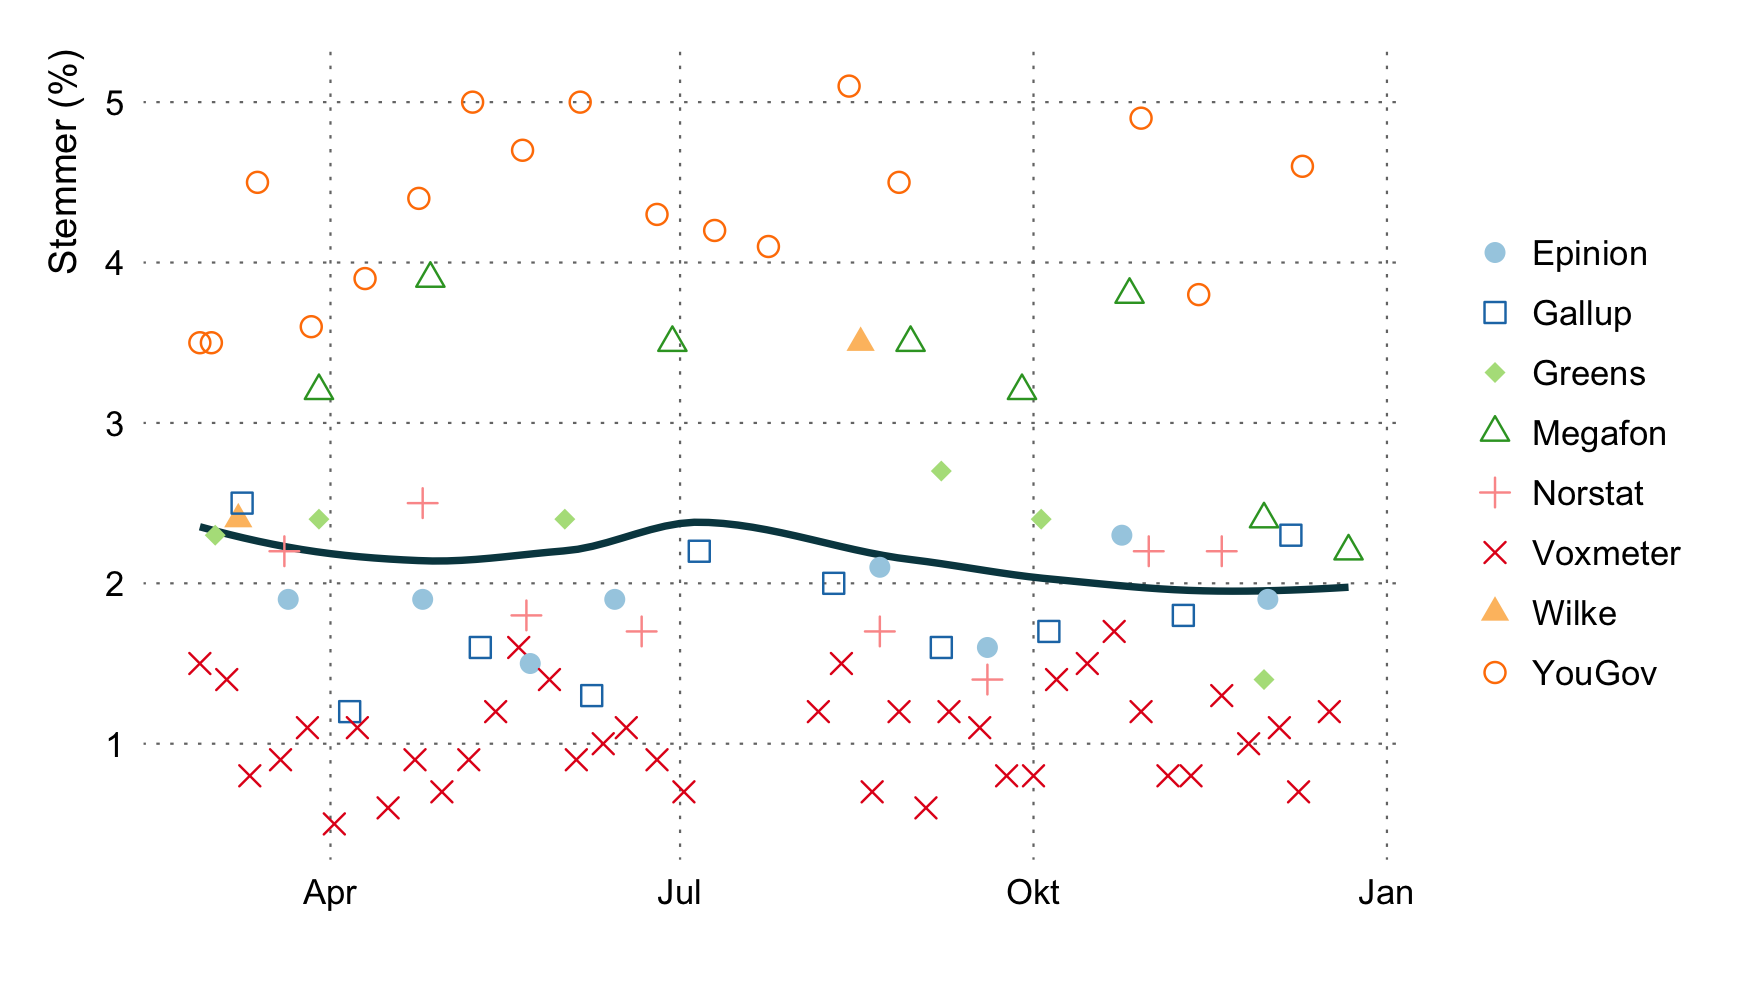 Stemmer (%)
5
4
3
2
1
Apr
Jul
Okt
Jan
Epinion
Gallup
Greens
Megafon
Norstat
Voxmeter
Wilke
YouGov